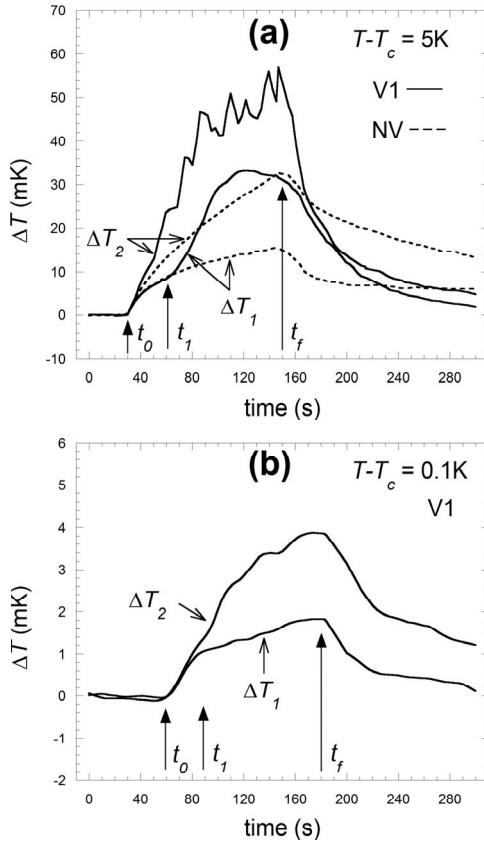 (a)
T-Tc = 5K
V1
NV
70
60
50
40
30
20
10
0
-10
ΔT (mK)
ΔT2
ΔT1
t0
t1
tf
0 40 80 120 160 200 240 280
time (s)
(b)
T-Tc = 0.1K
V1
6
5
4
3
2
1
0
-1
-2
ΔT (mK)
ΔT2
ΔT1
t0
t1
tf
0 40 80 120 160 200 240 280
time (s)